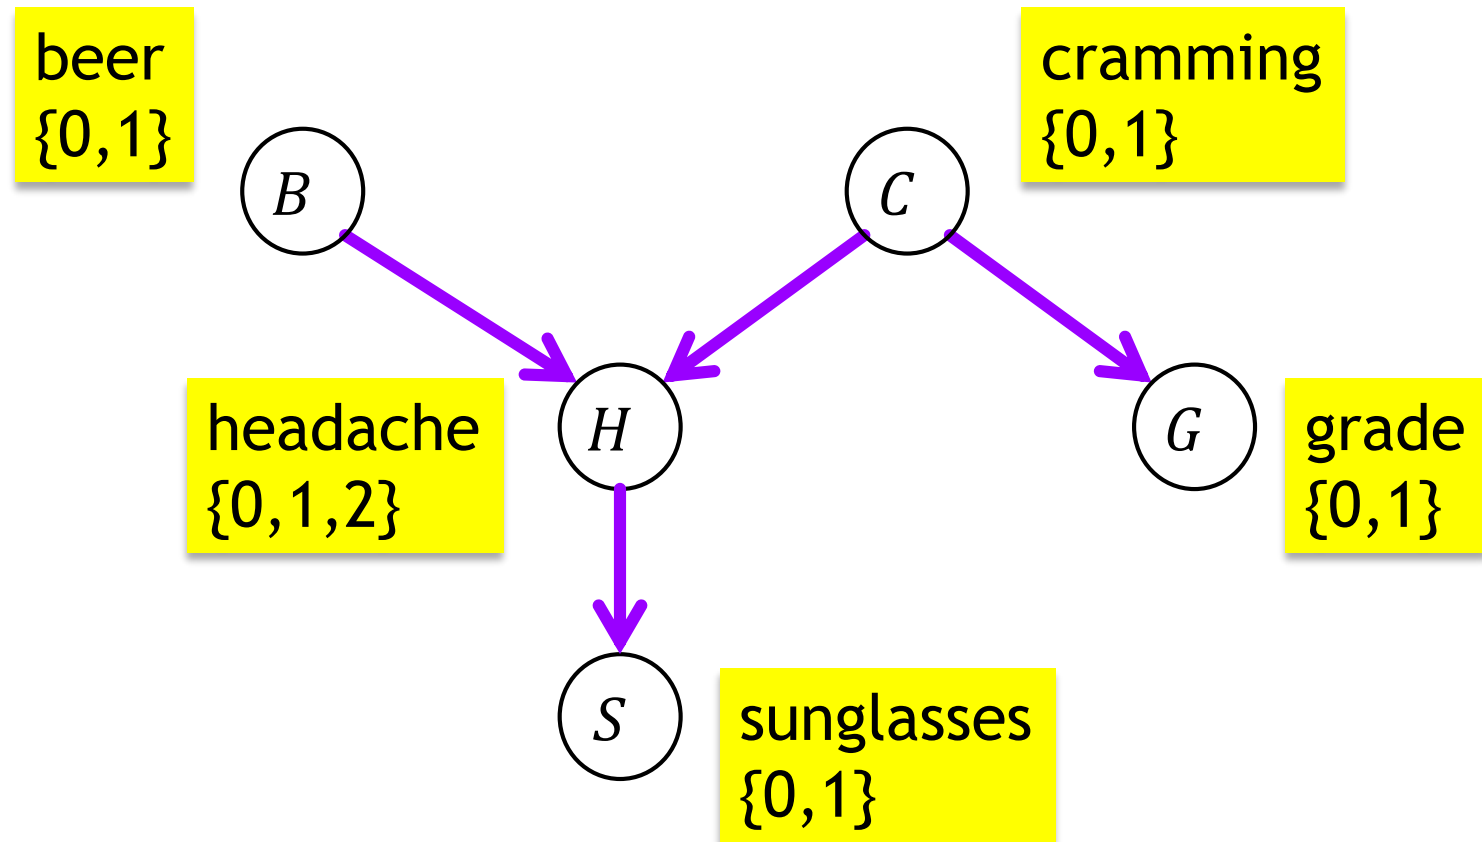 beer
{0,1}
cramming
{0,1}
B
C
headache
{0,1,2}
H
G
grade
{0,1}
S
sunglasses
{0,1}